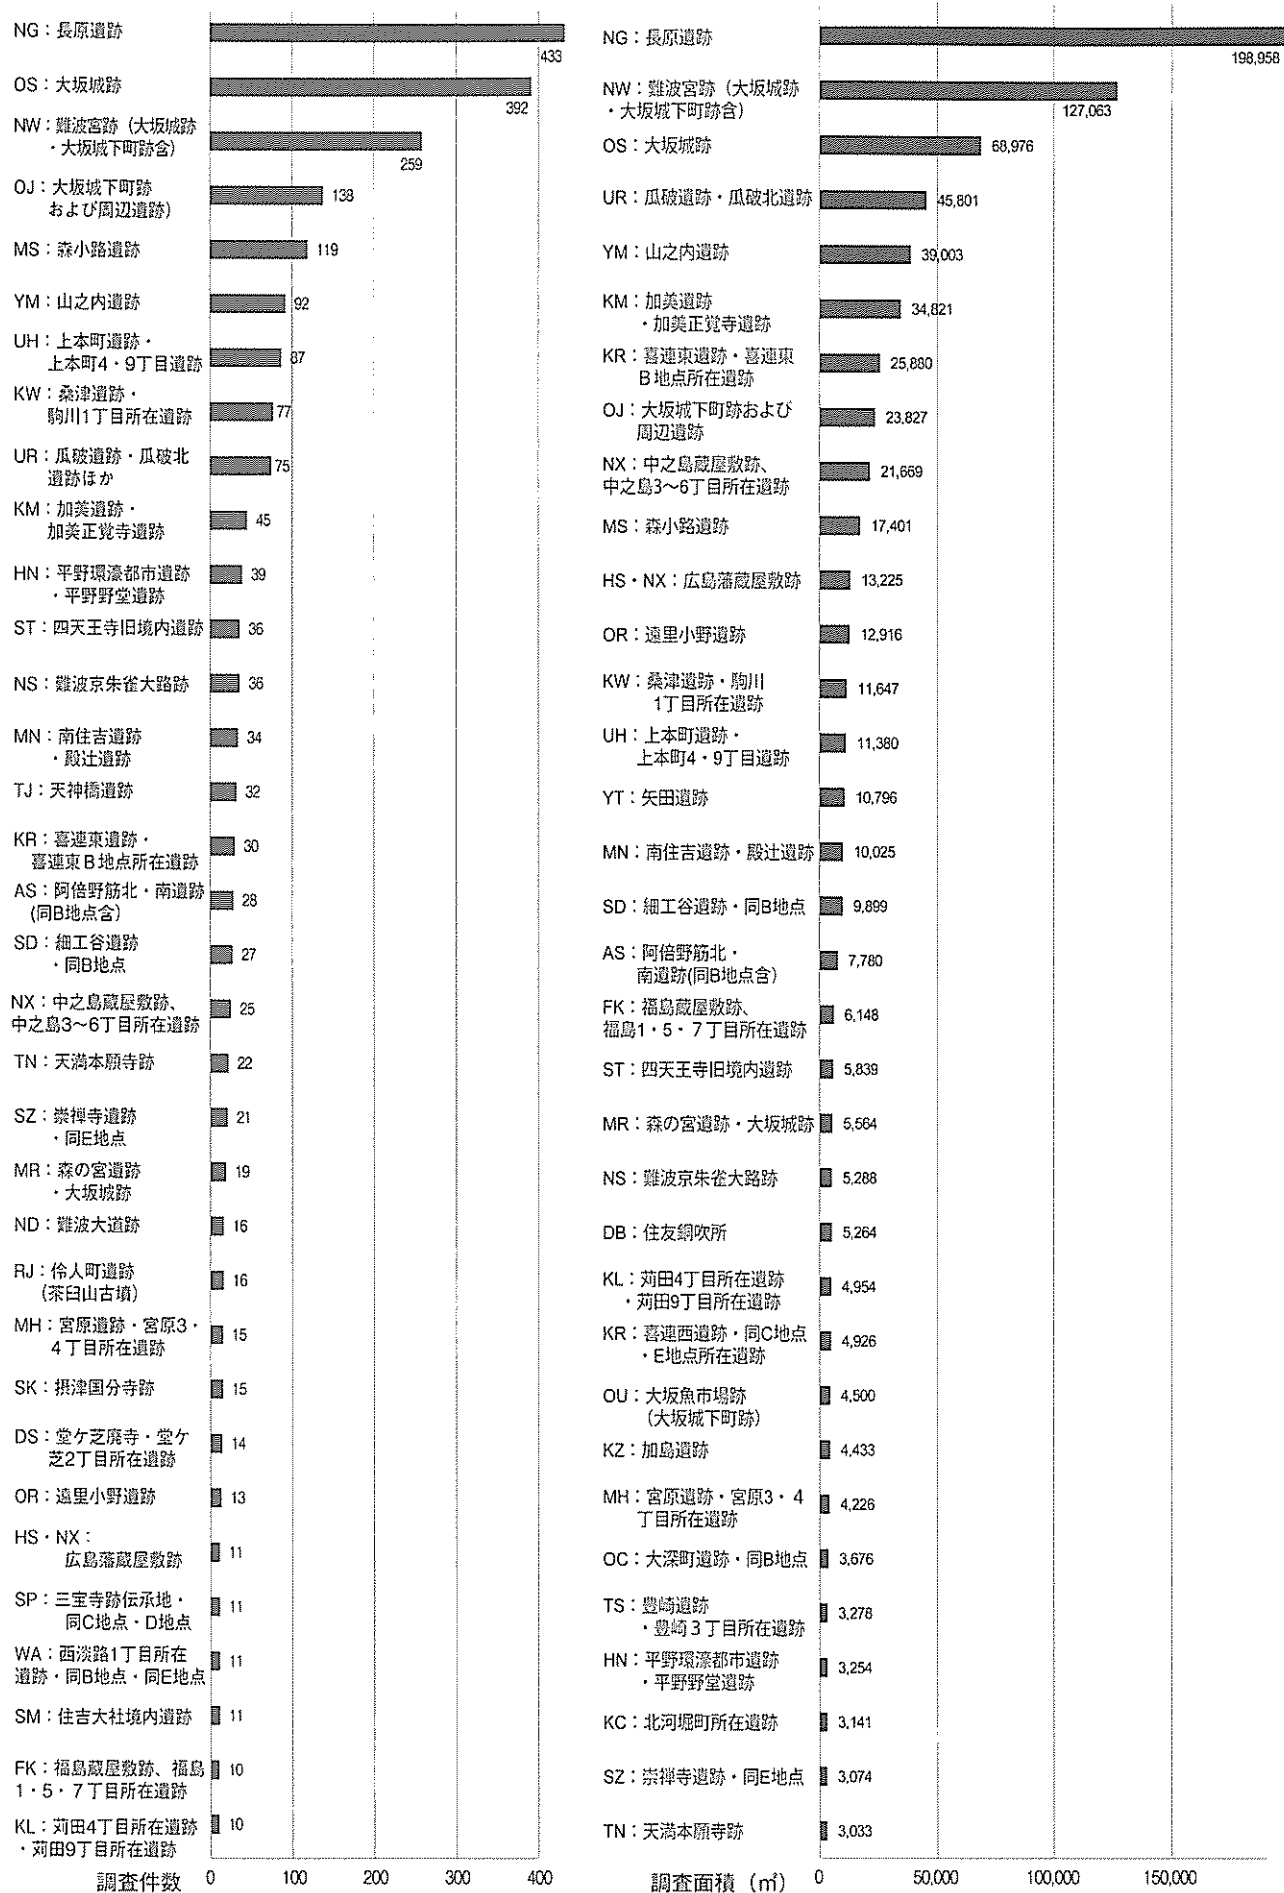 NG：長原遺跡
433
OS：大坂城跡
392
NW：難波宮跡（大坂城跡
・大坂城下町跡含）
259
OJ：大坂城下町跡
および周辺遺跡）
138
MS：森小路遺跡
119
YM：山之内遺跡
92
UH：上本町遺跡・
上本町4・9丁目遺跡
87
KW：桑津遺跡・
駒川1丁目所在遺跡
77
UR：瓜破遺跡・瓜破北
遺跡ほか
75
KM：加美遺跡・
加美正覚寺遺跡
45
HN：平野環濠都市遺跡
・平野野堂遺跡
39
ST：四天王寺旧境内遺跡
36
NS：難波京朱雀大路跡
36
MN：南住吉遺跡
・殿辻遺跡
34
TJ：天神橋遺跡
32
KR：喜連東遺跡・
喜連東B地点所在遺跡
30
AS：阿倍野筋北・南遺跡
(同B地点含)
28
SD：細工谷遺跡
・同B地点
27
NX：中之島蔵屋敷跡、
中之島3〜6丁目所在遺跡
25
TN：天満本願寺跡
22
SZ：崇禅寺遺跡
・同E地点
21
MR：森の宮遺跡
・大坂城跡
19
ND：難波大道跡
16
RJ：伶人町遺跡
(茶臼山古墳)
16
MH：宮原遺跡・宮原3・
4丁目所在遺跡
15
SK：摂津国分寺跡
15
DS：堂ケ芝廃寺・堂ケ
芝2丁目所在遺跡
14
OR：遠里小野遺跡
13
HS・NX：
広島藩蔵屋敷跡
11
SP：三宝寺跡伝承地・
同C地点・D地点
11
WA：西淡路1丁目所在
遺跡・同B地点・同E地点
11
SM：住吉大社境内遺跡
11
FK：福島蔵屋敷跡、福島
1・5・7丁目所在遺跡
10
KL：苅田4丁目所在遺跡
・苅田9丁目所在遺跡
10
調査件数
0 100 200 300 400
NG：長原遺跡
198,958
NW：難波宮跡（大坂城跡
・大坂城下町跡含）
127,063
OS：大坂城跡
68,976
UR：瓜破遺跡・瓜破北遺跡
45,801
YM：山之内遺跡
39,003
KM：加美遺跡
・加美正覚寺遺跡
34,821
KR：喜連東遺跡・喜連東
B地点所在遺跡
25,880
OJ：大坂城下町跡および
周辺遺跡
23,827
NX：中之島蔵屋敷跡、
中之島3〜6丁目所在遺跡
21,669
MS：森小路遺跡
17,401
HS・NX：広島藩蔵屋敷跡
13,225
OR：遠里小野遺跡
12,916
KW：桑津遺跡・駒川
1丁目所在遺跡
11,647
UH：上本町遺跡・
上本町4・9丁目遺跡
11,380
YT：矢田遺跡
10,796
MN：南住吉遺跡・殿辻遺跡
10,025
SD：細工谷遺跡・同B地点
9,899
AS：阿倍野筋北・
南遺跡(同B地点含)
7,780
FK：福島蔵屋敷跡、
福島1・5・7丁目所在遺跡
6,148
ST：四天王寺旧境内遺跡
5,839
MR：森の宮遺跡・大坂城跡
5,564
NS：難波京朱雀大路跡
5,288
DB：住友銅吹所
5,264
KL：苅田4丁目所在遺跡
・苅田9丁目所在遺跡
4,954
KR：喜連西遺跡・同C地点
・E地点所在遺跡
4,926
OU：大坂魚市場跡
（大坂城下町跡）
4,500
KZ：加島遺跡
4,433
MH：宮原遺跡・宮原3・4
丁目所在遺跡
4,226
OC：大深町遺跡・同B地点
3,676
TS：豊崎遺跡
・豊崎3丁目所在遺跡
3,278
HN：平野環濠都市遺跡
・平野野堂遺跡
3,254
KC：北河堀町所在遺跡
3,141
SZ：崇禅寺遺跡・同E地点
3,074
TN：天満本願寺跡
3,033
調査面積（㎡）
0 50,000 100,000 150,000